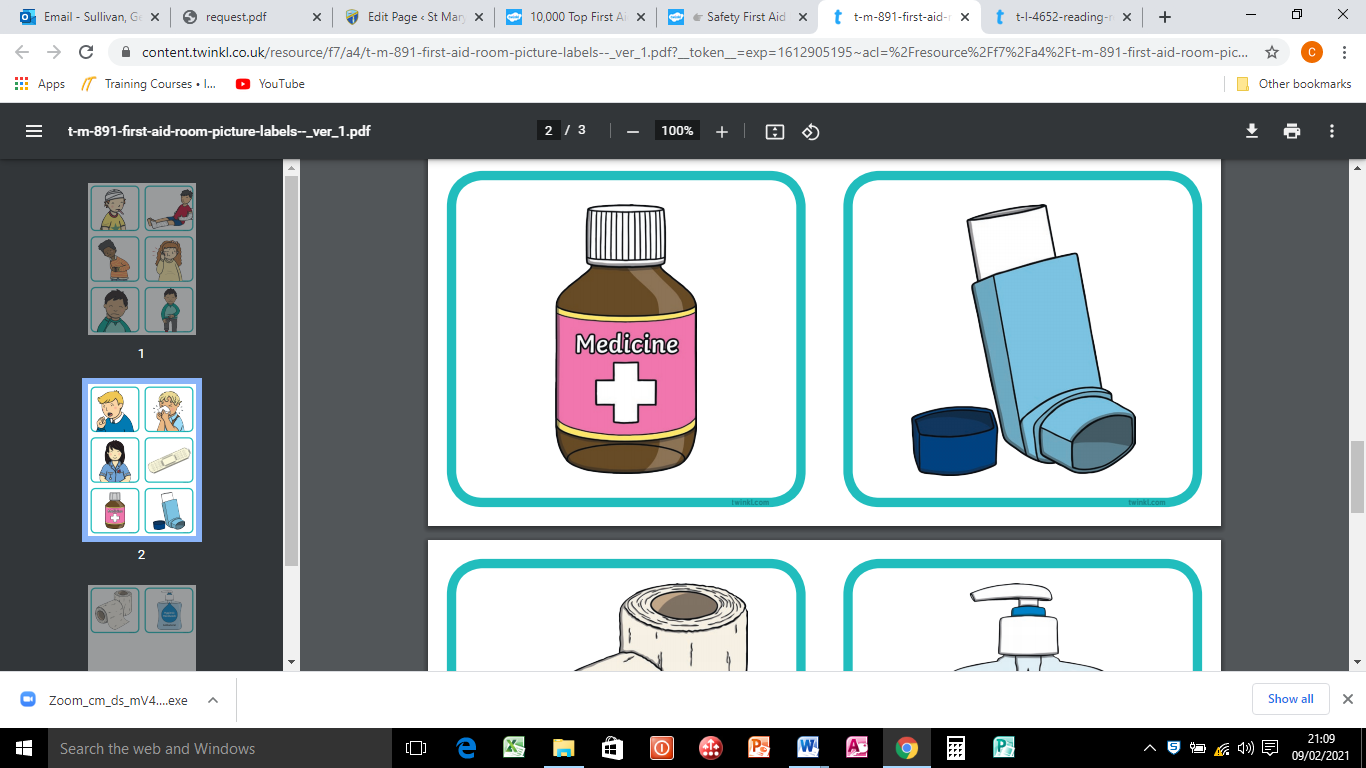 Email - Sullivan, Ge
request.pdf
Edit Page ‹ St Mary
10,000 Top First Ai
Safety First Aid
t-m-891-first-aid-r
t-l-4652-reading-r
content.twinkl.co.uk/resource/f7/a4/t-m-891-first-aid-room-picture-labels--_ver_1.pdf?__token__=exp=1612905195~acl=%2Fresource%2Ff7%2Fa4%2Ft-m-891-first-aid-room-pic...
C
Apps
Training Courses • I...
YouTube
Other bookmarks
t-m-891-first-aid-room-picture-labels--_ver_1.pdf
2 / 3
100%
1
2
Medicine
twinkl.com
twinkl.com
Zoom_cm_ds_mV4....exe
Show all
Search the web and Windows
21:09
09/02/2021